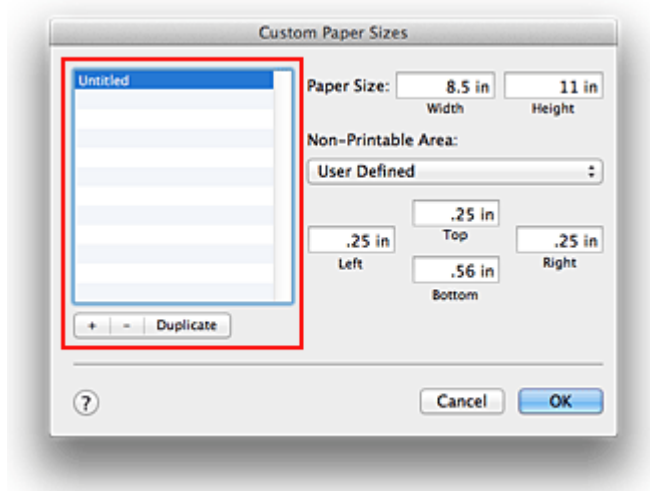 Custom Paper Sizes
Untitled
Paper Size: 8.5 in 11 in
Width Height
Non-Printable Area:
User Defined
.25 in
Top
.25 in .25 in
Left Right
.56 in
Bottom
+ - Duplicate
? Cancel OK